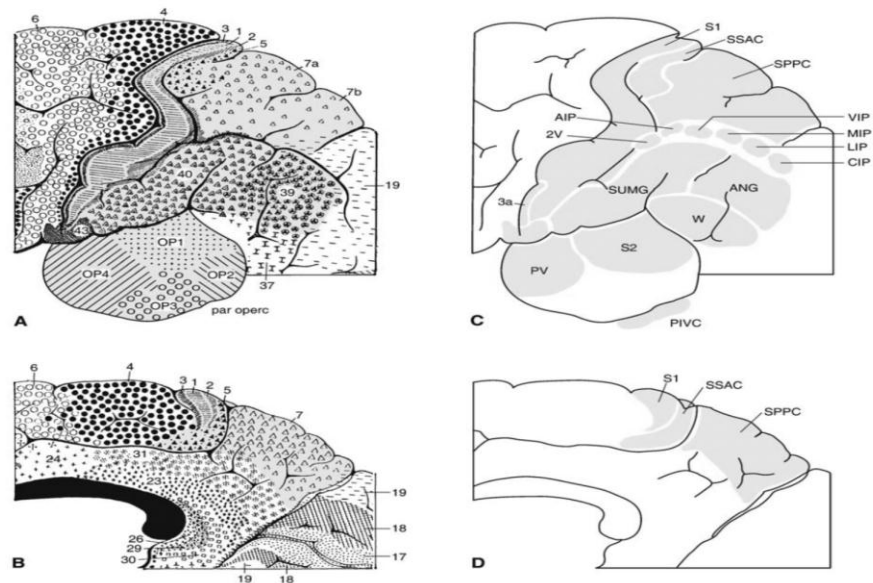 6
4
3
1
2
5
7a
7b
19
40
39
43
OP1
OP4
OP2
OP3
37
par operc
A
S1
SSAC
SPPC
AIP
2V
VIP
MIP
LIP
CIP
3a
SUMG
ANG
W
S2
PV
PIVC
C
6
4
3
1
2
5
7
31
24
23
19
18
17
26
29
30
19
18
B
S1
SSAC
SPPC
D